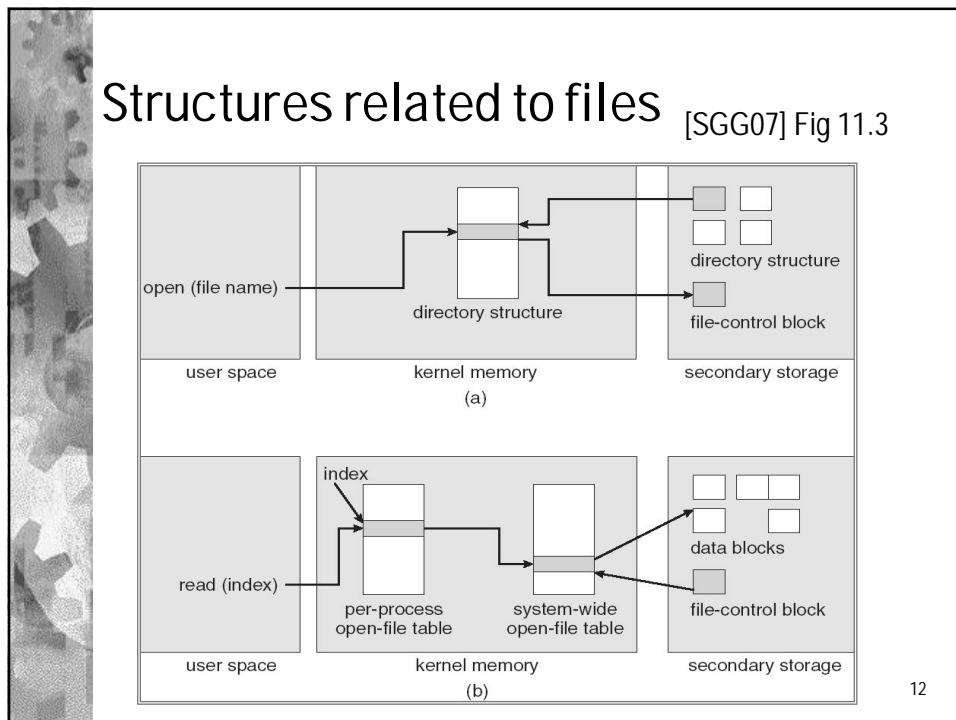 Structures related to files [SGG07] Fig 11.3
open (file name)
directory structure
directory structure
file-control block
user space
kernel memory
secondary storage
(a)
index
read (index)
per-process
open-file table
system-wide
open-file table
data blocks
file-control block
user space
kernel memory
secondary storage
(b)
12